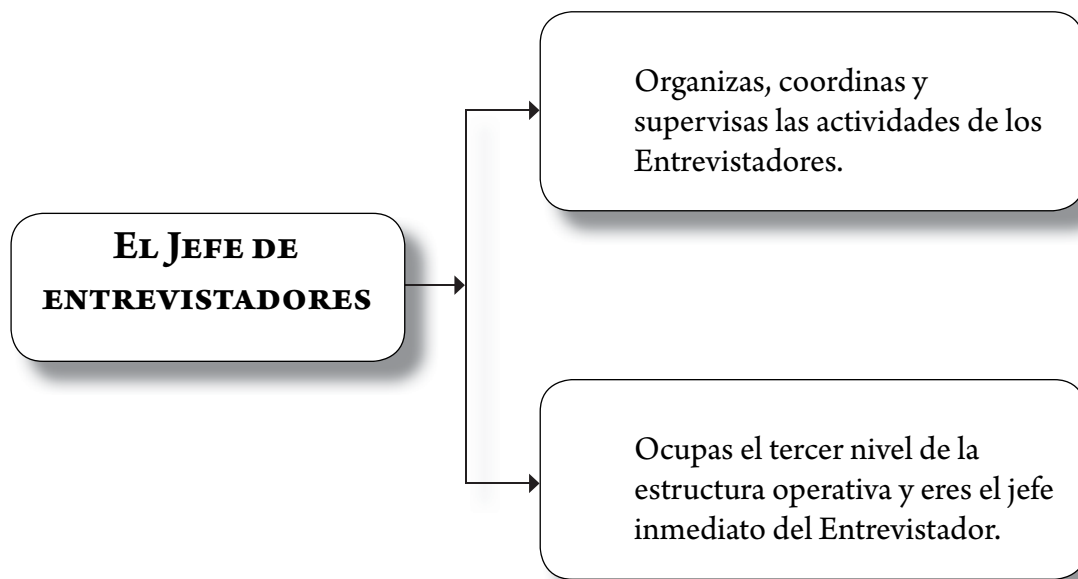 Organizas, coordinas y
supervisas las actividades de los
Entrevistadores.
El Jefe de
entrevistadores
Ocupas el tercer nivel de la
estructura operativa y eres el jefe
inmediato del Entrevistador.